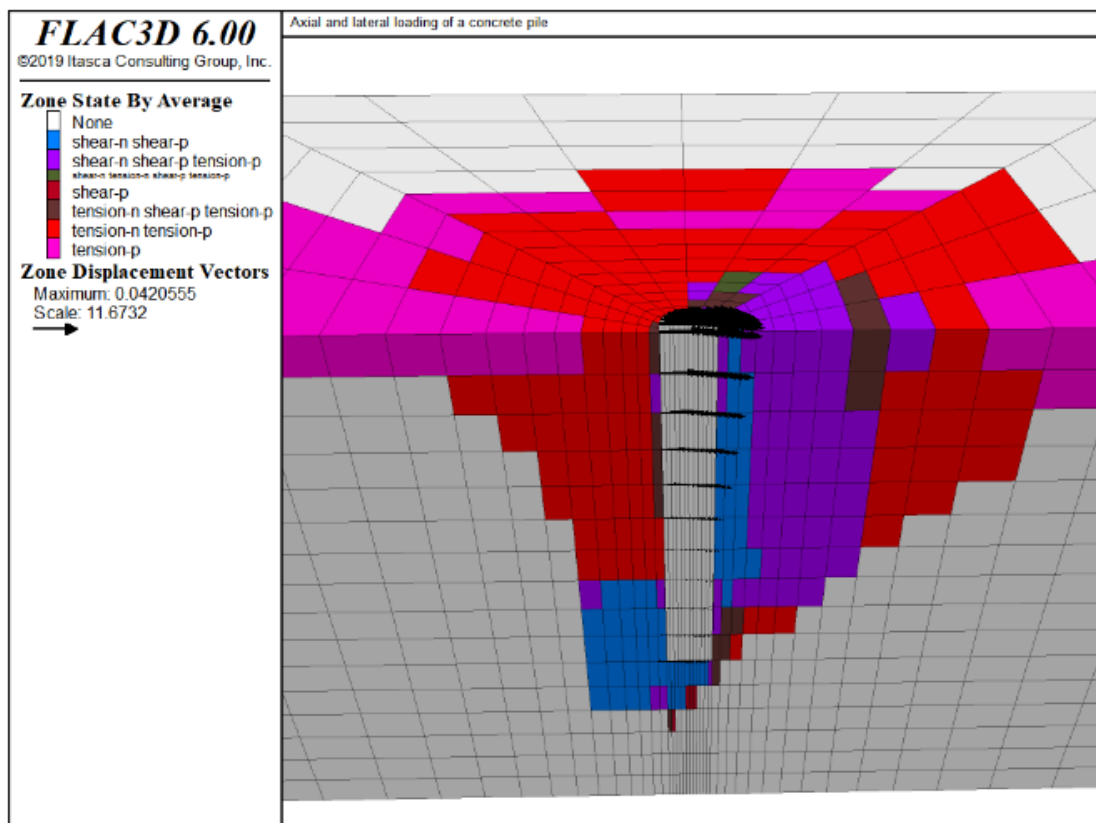 FLAC3D 6.00
©2019 Itasca Consulting Group, Inc.
Zone State By Average
None
shear-n shear-p
shear-n shear-p tension-p
shear-n tension-n shear-p tension-p
shear-p
tension-n shear-p tension-p
tension-n tension-p
tension-p
Zone Displacement Vectors
Maximum: 0.0420555
Scale: 11.6732
Axial and lateral loading of a concrete pile